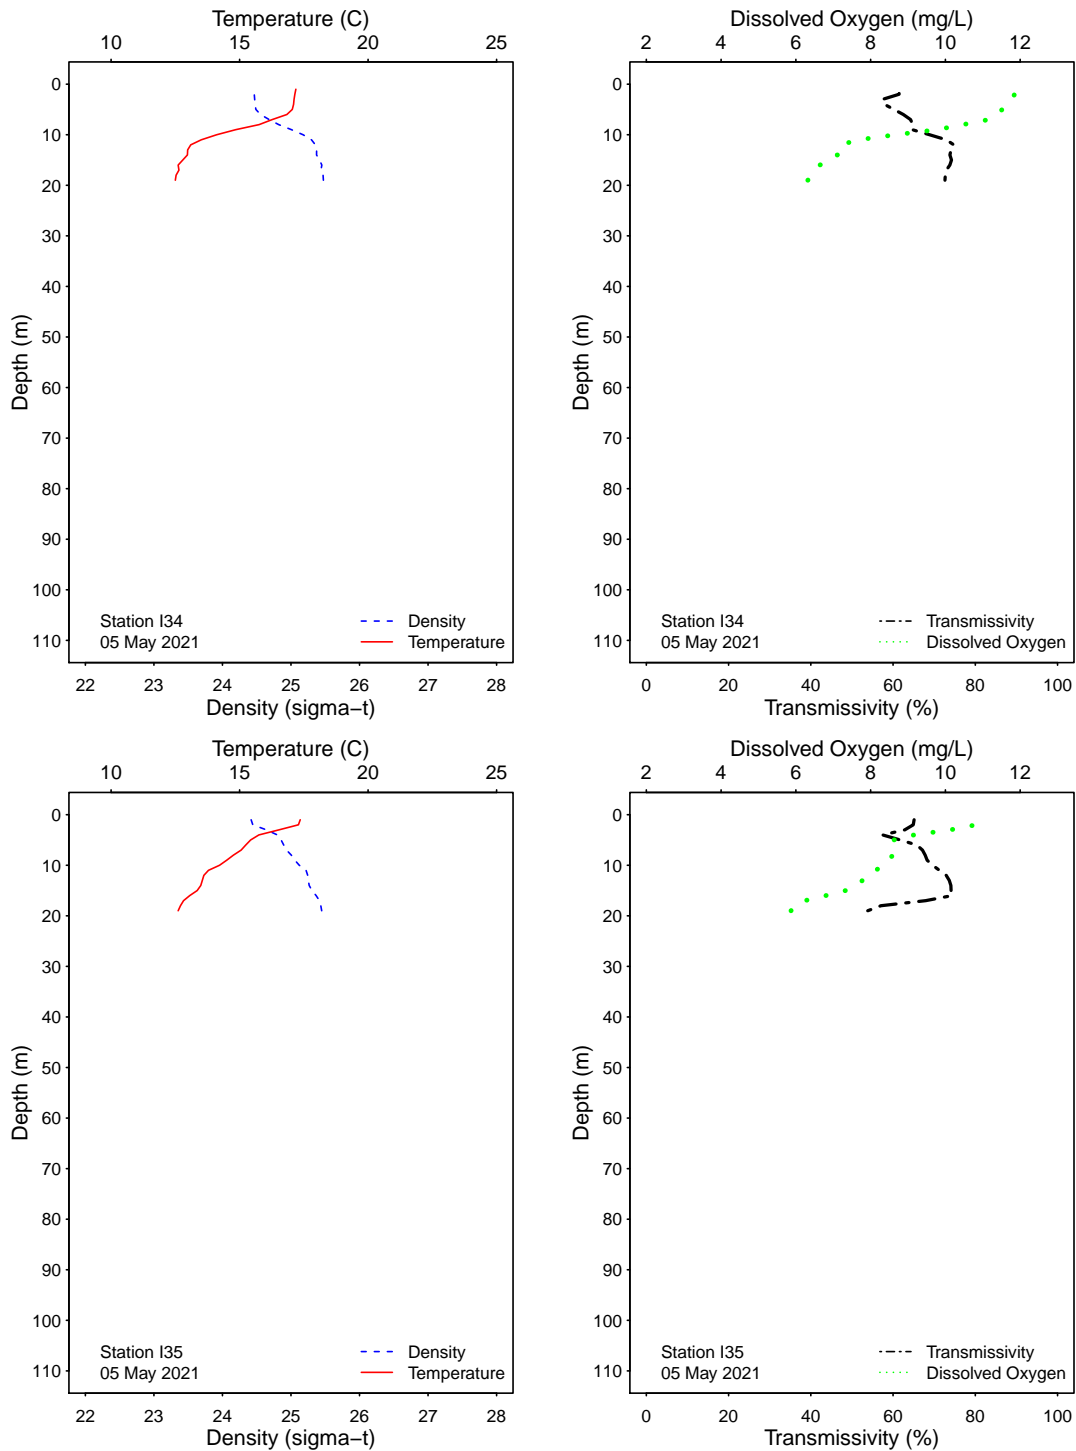 Temperature (C)
10 15 20 25
0
10
20
30
40
50
60
70
80
90
100
110
Depth (m)
Station I34
05 May 2021
Density
Temperature
22 23 24 25 26 27 28
Density (sigma−t)
Dissolved Oxygen (mg/L)
2 4 6 8 10 12
0
10
20
30
40
50
60
70
80
90
100
110
Depth (m)
Station I34
05 May 2021
Transmissivity
Dissolved Oxygen
0 20 40 60 80 100
Transmissivity (%)
Temperature (C)
10 15 20 25
0
10
20
30
40
50
60
70
80
90
100
110
Depth (m)
Station I35
05 May 2021
Density
Temperature
22 23 24 25 26 27 28
Density (sigma−t)
Dissolved Oxygen (mg/L)
2 4 6 8 10 12
0
10
20
30
40
50
60
70
80
90
100
110
Depth (m)
Station I35
05 May 2021
Transmissivity
Dissolved Oxygen
0 20 40 60 80 100
Transmissivity (%)